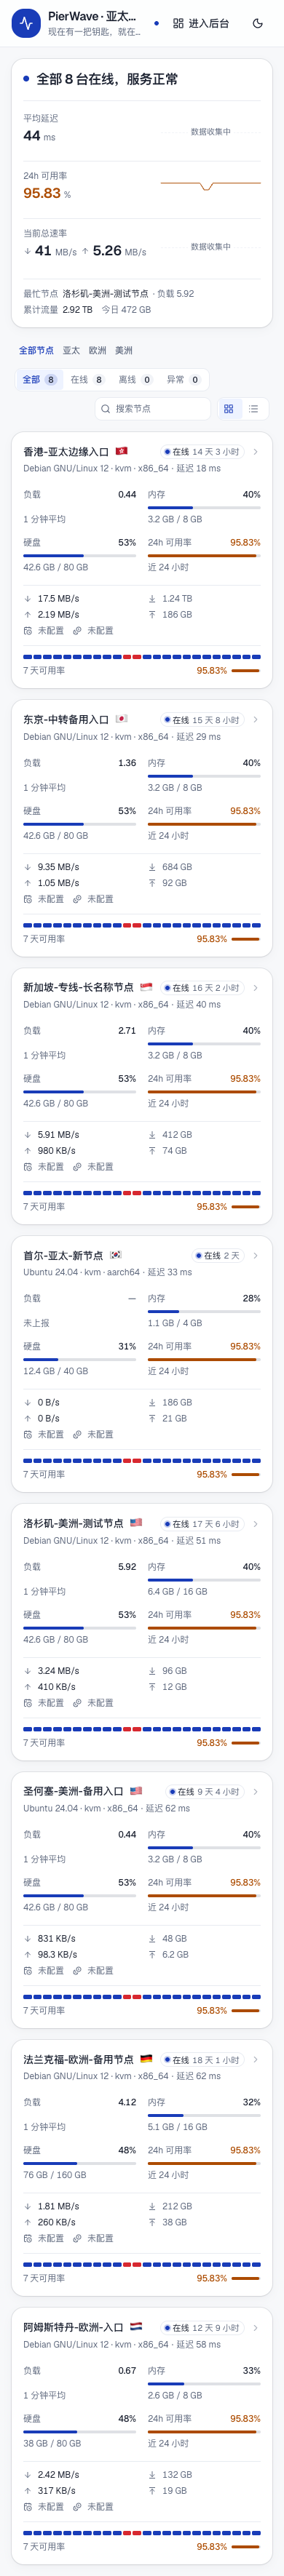 PierWave · 亚太...
现在有一把钥匙，就在...
进入后台
全部 8 台在线，服务正常
平均延迟
44 ms
数据收集中
24h 可用率
95.83 %
当前总速率
↓ 41 MB/s ↑ 5.26 MB/s
数据收集中
最忙节点 洛杉矶-美洲-测试节点 · 负载 5.92
累计流量 2.92 TB 今日 472 GB
全部节点 亚太 欧洲 美洲
全部 8 在线 8 离线 0 异常 0
搜索节点
香港-亚太边缘入口 在线 14 天 3 小时
Debian GNU/Linux 12 · kvm · x86_64 · 延迟 18 ms
负载 0.44 内存 40%
1 分钟平均 3.2 GB / 8 GB
硬盘 53% 24h 可用率 95.83%
42.6 GB / 80 GB 近 24 小时
↓ 17.5 MB/s 1.24 TB
↑ 2.19 MB/s 186 GB
未配置 未配置
7 天可用率 95.83%
东京-中转备用入口 在线 15 天 8 小时
Debian GNU/Linux 12 · kvm · x86_64 · 延迟 29 ms
负载 1.36 内存 40%
1 分钟平均 3.2 GB / 8 GB
硬盘 53% 24h 可用率 95.83%
42.6 GB / 80 GB 近 24 小时
↓ 9.35 MB/s 684 GB
↑ 1.05 MB/s 92 GB
未配置 未配置
7 天可用率 95.83%
新加坡-专线-长名称节点 在线 16 天 2 小时
Debian GNU/Linux 12 · kvm · x86_64 · 延迟 40 ms
负载 2.71 内存 40%
1 分钟平均 3.2 GB / 8 GB
硬盘 53% 24h 可用率 95.83%
42.6 GB / 80 GB 近 24 小时
↓ 5.91 MB/s 412 GB
↑ 980 KB/s 74 GB
未配置 未配置
7 天可用率 95.83%
首尔-亚太-新节点 在线 2 天
Ubuntu 24.04 · kvm · aarch64 · 延迟 33 ms
负载 — 内存 28%
未上报 1.1 GB / 4 GB
硬盘 31% 24h 可用率 95.83%
12.4 GB / 40 GB 近 24 小时
↓ 0 B/s 186 GB
↑ 0 B/s 21 GB
未配置 未配置
7 天可用率 95.83%
洛杉矶-美洲-测试节点 在线 17 天 6 小时
Debian GNU/Linux 12 · kvm · x86_64 · 延迟 51 ms
负载 5.92 内存 40%
1 分钟平均 6.4 GB / 16 GB
硬盘 53% 24h 可用率 95.83%
42.6 GB / 80 GB 近 24 小时
↓ 3.24 MB/s 96 GB
↑ 410 KB/s 12 GB
未配置 未配置
7 天可用率 95.83%
圣何塞-美洲-备用入口 在线 9 天 4 小时
Ubuntu 24.04 · kvm · x86_64 · 延迟 62 ms
负载 0.44 内存 40%
1 分钟平均 3.2 GB / 8 GB
硬盘 53% 24h 可用率 95.83%
42.6 GB / 80 GB 近 24 小时
↓ 831 KB/s 48 GB
↑ 98.3 KB/s 6.2 GB
未配置 未配置
7 天可用率 95.83%
法兰克福-欧洲-备用节点 在线 18 天 1 小时
Debian GNU/Linux 12 · kvm · x86_64 · 延迟 62 ms
负载 4.12 内存 32%
1 分钟平均 5.1 GB / 16 GB
硬盘 48% 24h 可用率 95.83%
76 GB / 160 GB 近 24 小时
↓ 1.81 MB/s 212 GB
↑ 260 KB/s 38 GB
未配置 未配置
7 天可用率 95.83%
阿姆斯特丹-欧洲-入口 在线 12 天 9 小时
Debian GNU/Linux 12 · kvm · x86_64 · 延迟 58 ms
负载 0.67 内存 33%
1 分钟平均 2.6 GB / 8 GB
硬盘 48% 24h 可用率 95.83%
38 GB / 80 GB 近 24 小时
↓ 2.42 MB/s 132 GB
↑ 317 KB/s 19 GB
未配置 未配置
7 天可用率 95.83%